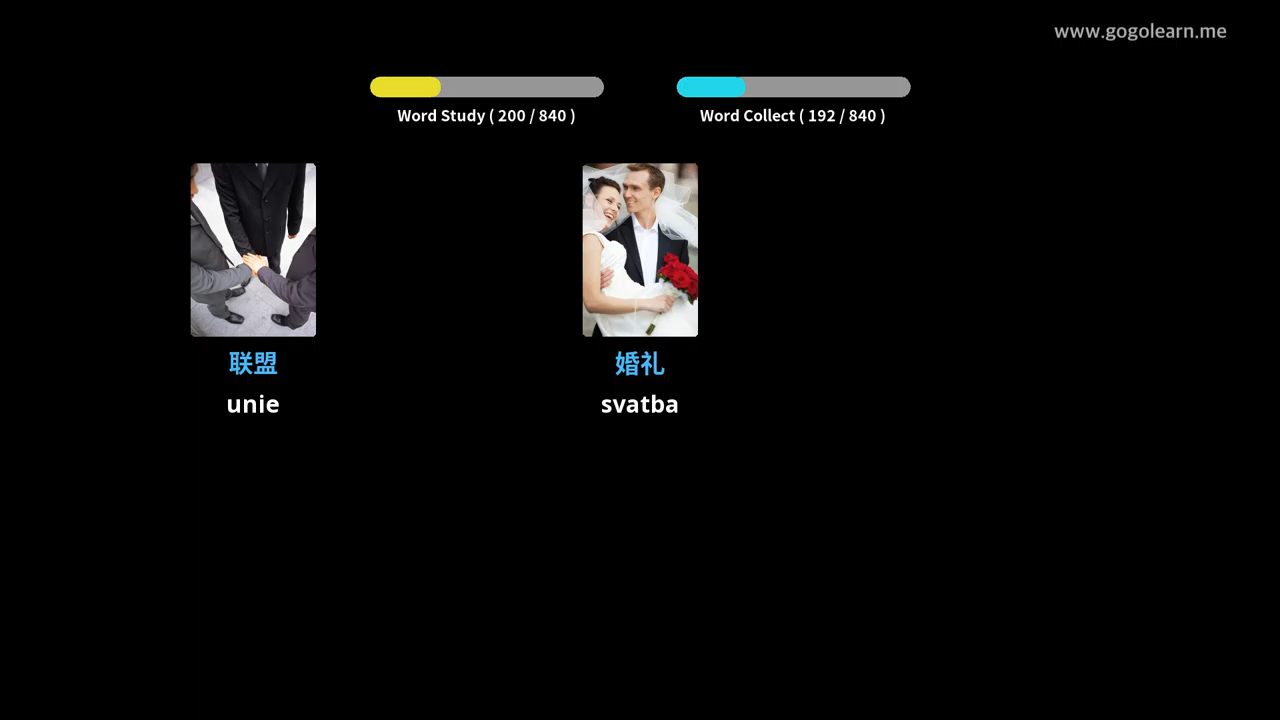 www.gogolearn.me
Word Study ( 200 / 840 )
Word Collect ( 192 / 840 )
联盟
unie
婚礼
svatba